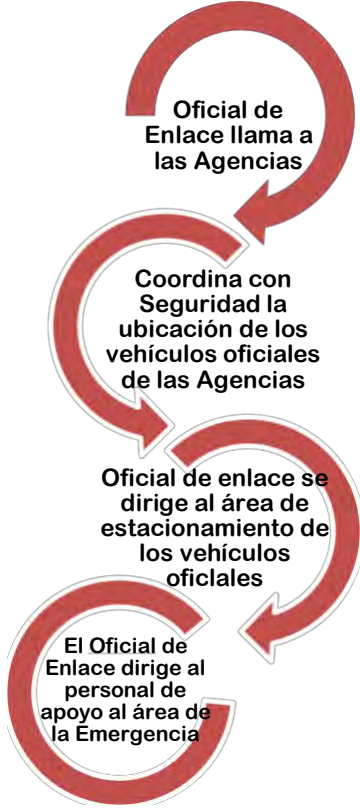 Oficial de
Enlace llama a
las Agencias
Coordina con
Seguridad la
ubicación de los
vehículos oficiales
de las Agencias
Oficial de enlace se
dirige al área de
estacionamiento de
los vehículos
oficlales
El Oficial de
Enlace dirige al
personal de
apoyo al área de
la Emergencia